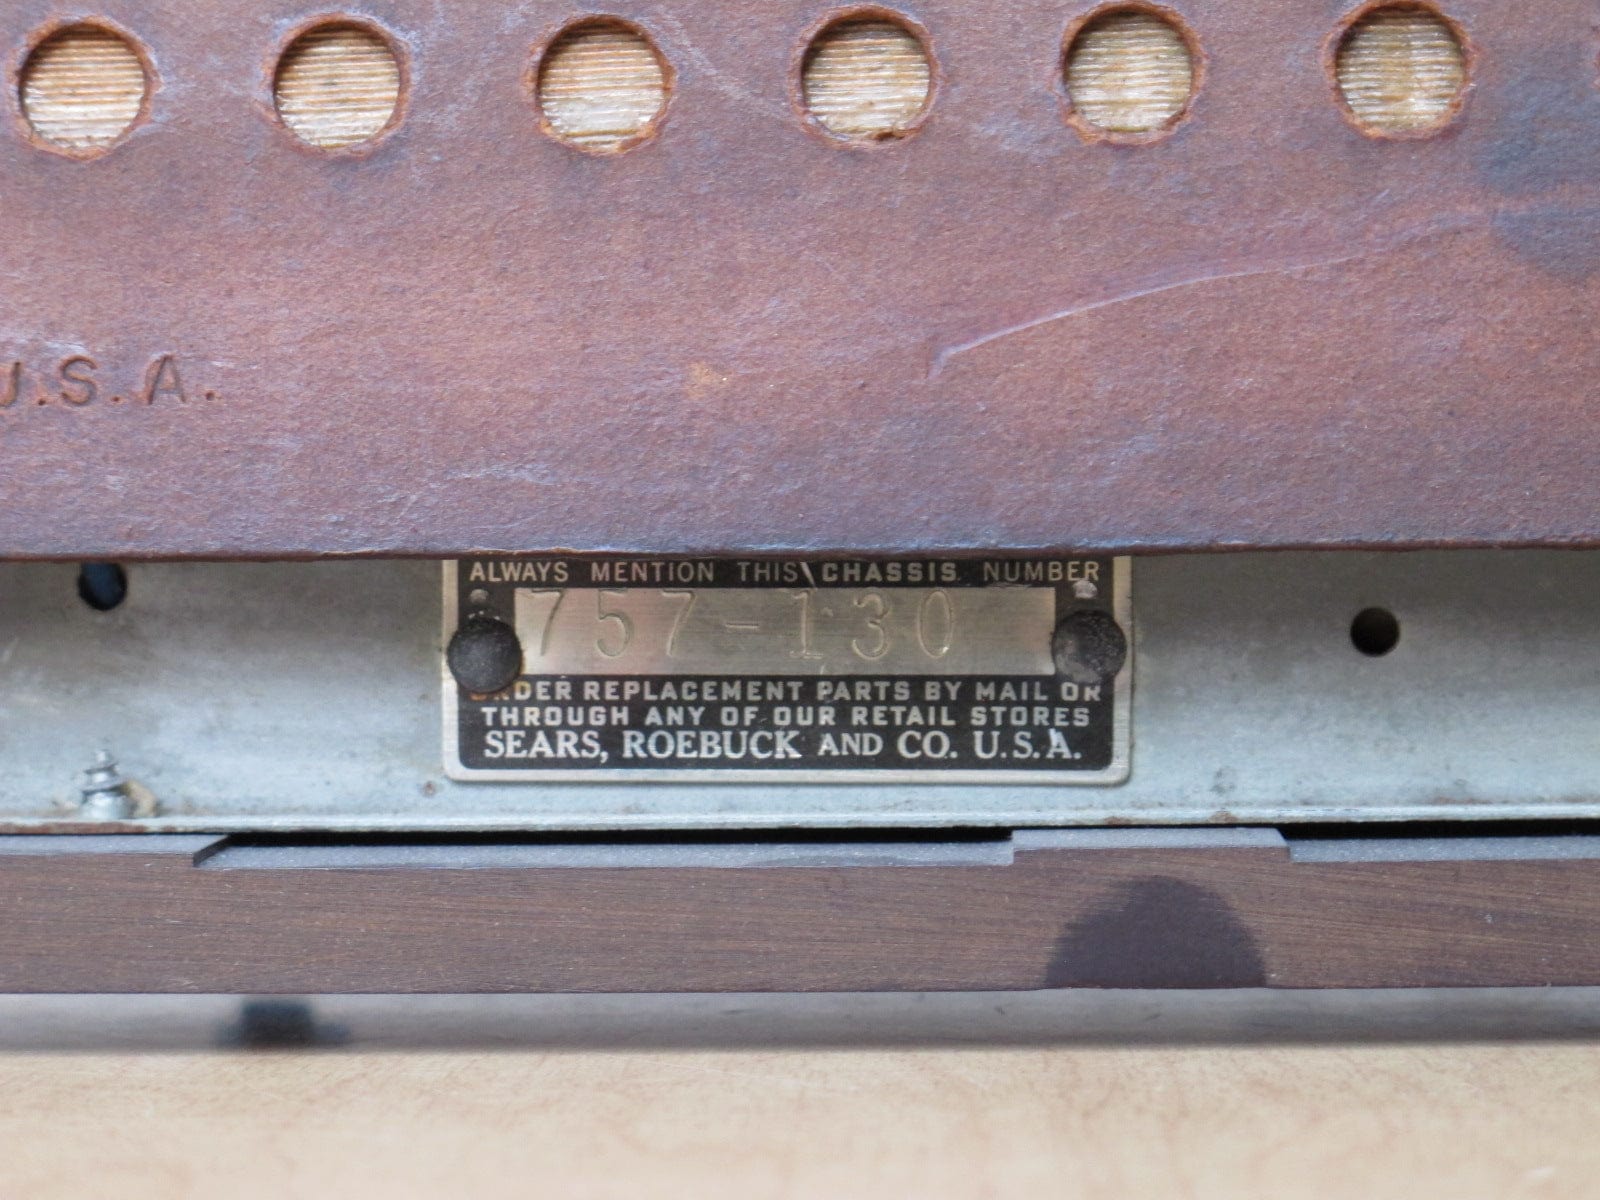 U.S.A.
ALWAYS MENTION THIS CHASSIS NUMBER
757-130
ORDER REPLACEMENT PARTS BY MAIL OR
THROUGH ANY OF OUR RETAIL STORES
SEARS, ROEBUCK AND CO. U.S.A.